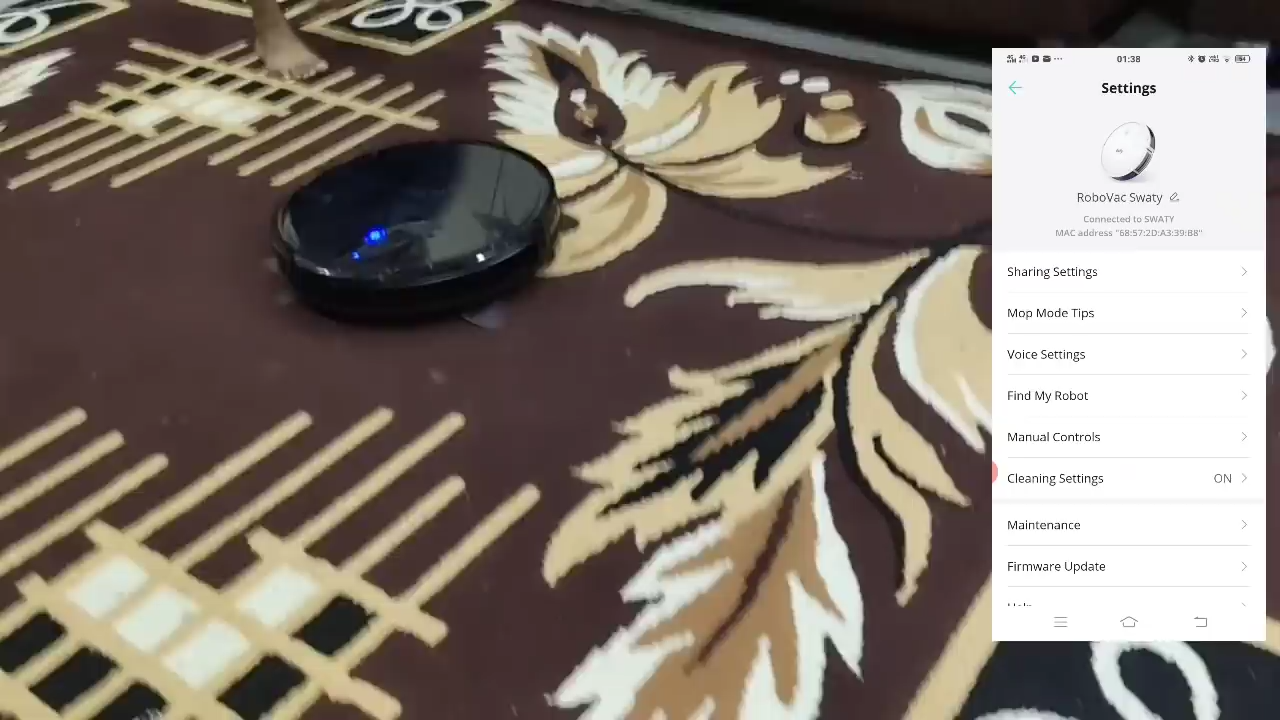 01:38
Settings
RoboVac Swaty
Connected to SWATY
MAC address "68:57:2D:A3:39:B8"
Sharing Settings
Mop Mode Tips
Voice Settings
Find My Robot
Manual Controls
Cleaning Settings ON
Maintenance
Firmware Update